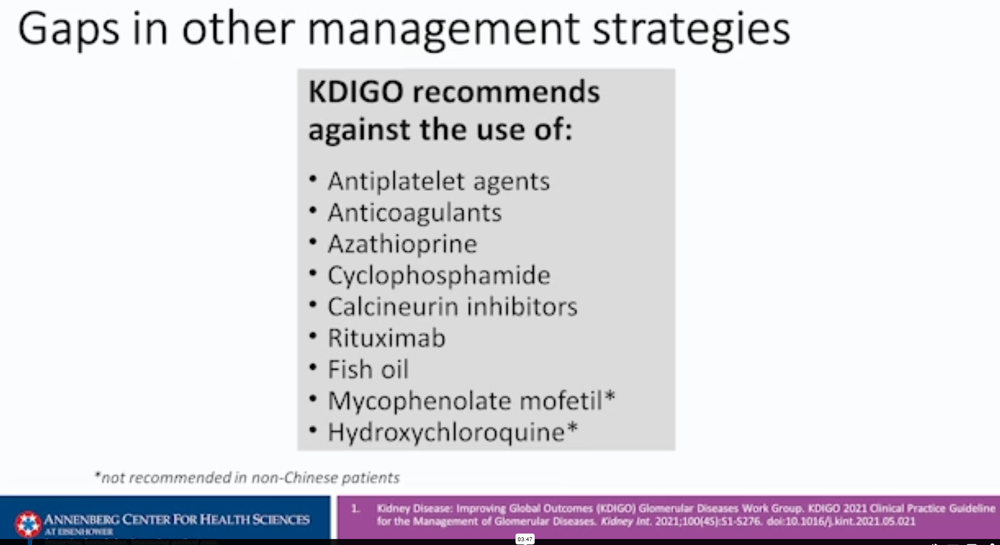 Gaps in other management strategies
KDIGO recommends
against the use of:
• Antiplatelet agents
• Anticoagulants
• Azathioprine
• Cyclophosphamide
• Calcineurin inhibitors
• Rituximab
• Fish oil
• Mycophenolate mofetil*
• Hydroxychloroquine*
*not recommended in non-Chinese patients
ANNENBERG CENTER FOR HEALTH SCIENCES
AT EISENHOWER
1. Kidney Disease: Improving Global Outcomes (KDIGO) Glomerular Diseases Work Group. KDIGO 2021 Clinical Practice Guideline
for the Management of Glomerular Diseases. Kidney Int. 2021;100(4S):S1-S276. doi:10.1016/j.kint.2021.05.021
03:47